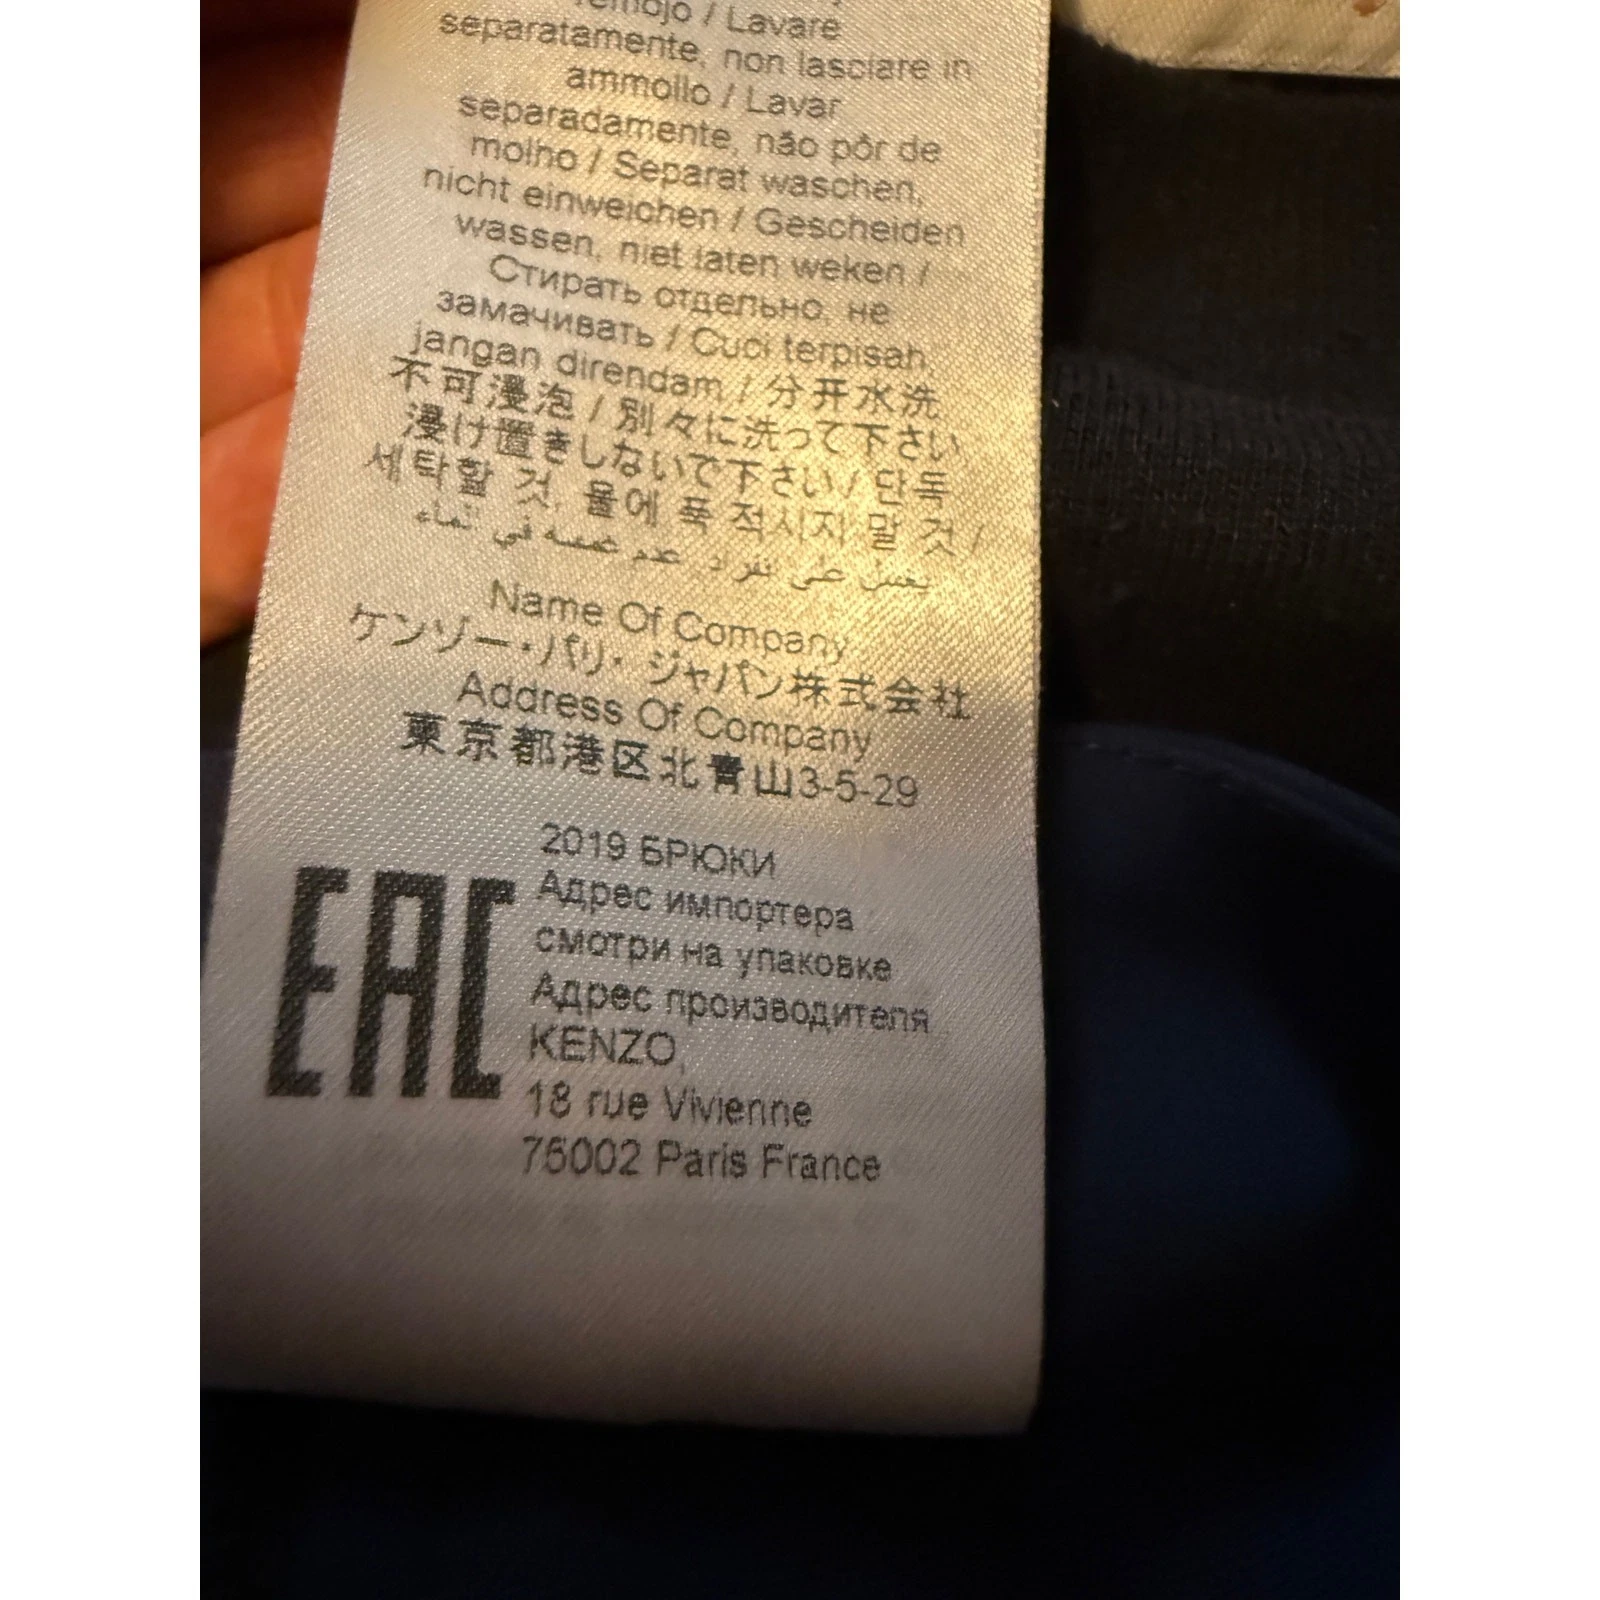 remojo / Lavare
separatamente, non lasciare in
ammollo / Lavar
separadamente, não pôr de
molho / Separat waschen,
nicht einweichen / Gescheiden
wassen, niet laten weken /
Стирать отдельно, не
замачивать / Cuci terpisah,
jangan direndam / 分开水洗
不可浸泡 / 別々に洗って下さい
浸け置きしないで下さい / 단독
세탁할 것, 물에 푹 적시지 말 것 /
يغسل على
في الماء
Name Of Company
ケンゾー・パリ・ジャパン株式会社
Address Of Company
東京都港区北青山3-5-29
EAC
2019 БРЮКИ
Адрес импортера
смотри на упаковке
Адрес производителя
KENZO,
18 rue Vivienne
75002 Paris France